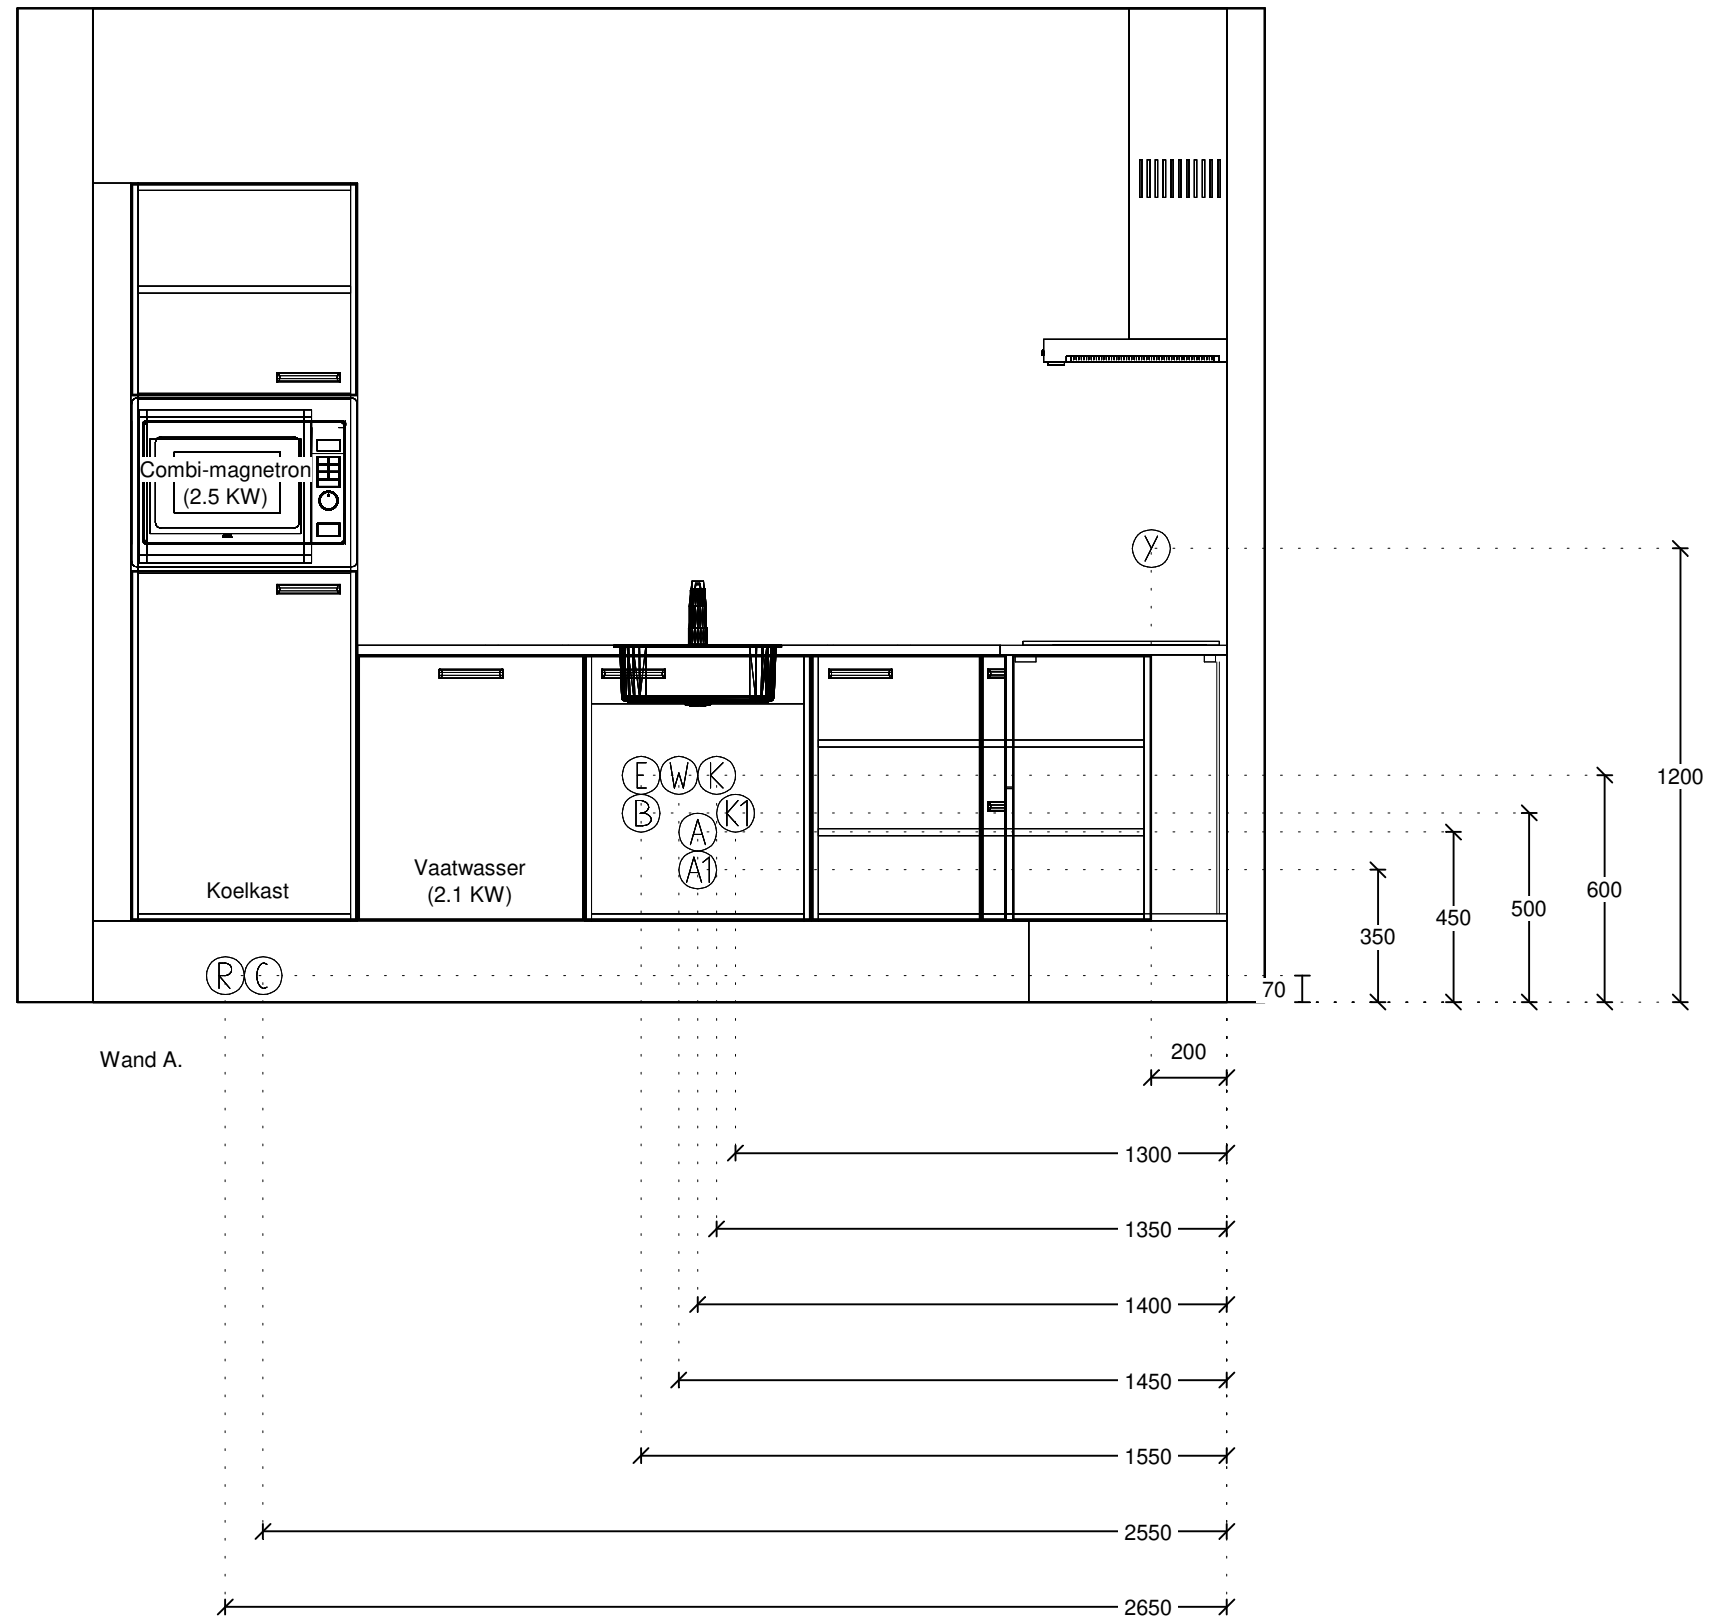 Combi-magnetron
(2.5 KW)
Y
E W K
B K1
A
A1
Koelkast
Vaatwasser
(2.1 KW)
R C
1200
600
500
450
350
70
Wand A.
200
1300
1350
1400
1450
1550
2550
2650